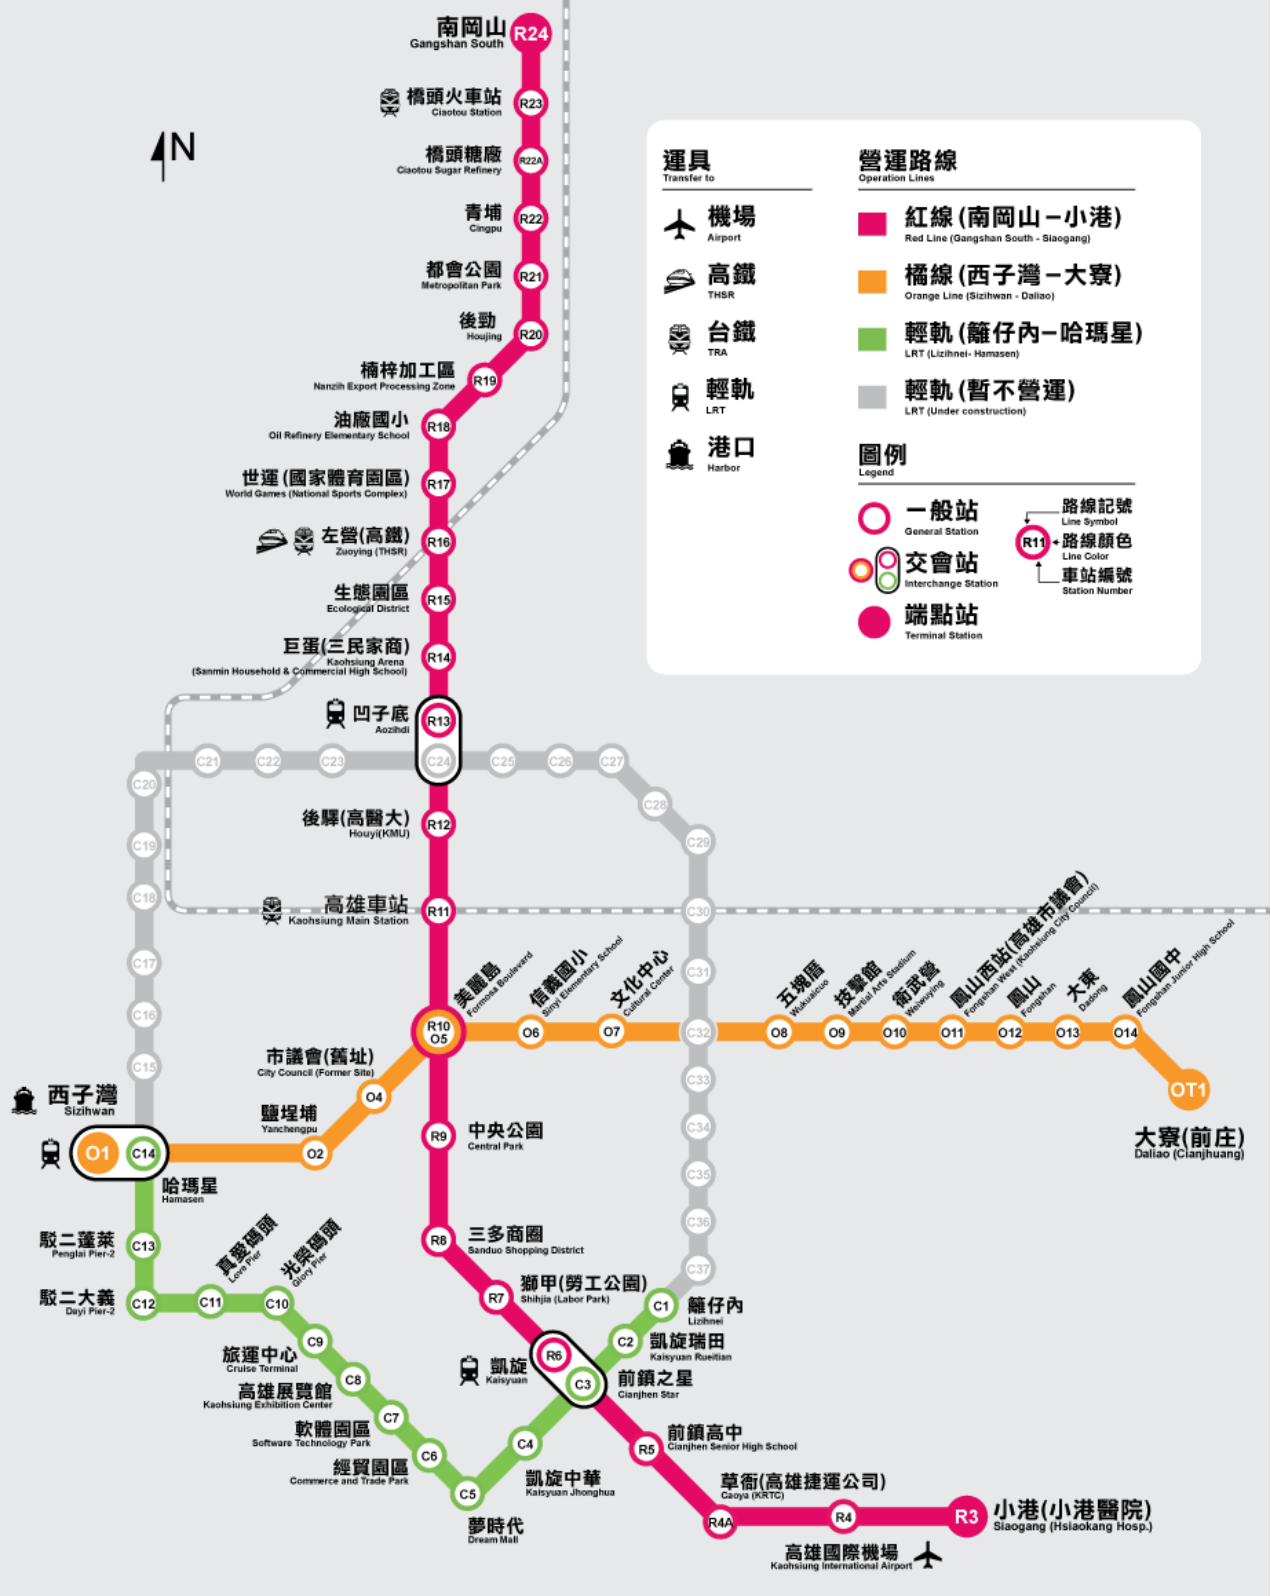 南岡山
Gangshan South
R24
橋頭火車站
Ciaotou Station
R23
橋頭糖廠
Ciaotou Sugar Refinery
R22A
青埔
Cingpu
R22
都會公園
Metropolitan Park
R21
後勁
Houjing
R20
楠梓加工區
Nanzih Export Processing Zone
R19
油廠國小
Oil Refinery Elementary School
R18
世運(國家體育園區)
World Games (National Sports Complex)
R17
左營(高鐵)
Zuoying (THSR)
R16
生態園區
Ecological District
R15
巨蛋(三民家商)
Kaohsiung Arena
(Sanmin Household & Commercial High School)
R14
凹子底
Aozihdi
R13
N
運具
Transfer to
機場
Airport
高鐵
THSR
台鐵
TRA
輕軌
LRT
港口
Harbor
營運路線
Operation Lines
紅線(南岡山－小港)
Red Line (Gangshan South - Siaogang)
橘線(西子灣－大寮)
Orange Line (Sizihwan - Daliao)
輕軌(籬仔內－哈瑪星)
LRT (Lizihnei- Hamasen)
輕軌(暫不營運)
LRT (Under construction)
圖例
Legend
一般站
General Station
交會站
Interchange Station
端點站
Terminal Station
R11
路線記號
Line Symbol
路線顏色
Line Color
車站編號
Station Number
C20
C21
C22
C23
C24
C25
C26
C27
C28
C29
C30
C31
C32
C33
C34
C35
C36
C37
C19
C18
C17
C16
C15
後驛(高醫大)
Houyi(KMU)
R12
高雄車站
Kaohsiung Main Station
R11
美麗島
Formosa Boulevard
R10
O5
信義國小
Sinyi Elementary School
O6
文化中心
Cultural Center
O7
五塊厝
Wukuaicuo
O8
技擊館
Martial Arts Stadium
O9
衛武營
Weiwuying
O10
鳳山西站(高雄市議會)
Fongshan West (Kaohsiung City Council)
O11
鳳山
Fongshan
O12
大東
Dadong
O13
鳳山國中
Fongshan Junior High School
O14
OT1
大寮(前庄)
Daliao (Cianjhuang)
市議會(舊址)
City Council (Former Site)
O4
鹽埕埔
Yanchengpu
O2
西子灣
Sizihwan
O1
C14
哈瑪星
Hamasen
駁二蓬萊
Penglai Pier-2
C13
駁二大義
Dayi Pier-2
C12
真愛碼頭
Love Pier
C11
光榮碼頭
Glory Pier
C10
旅運中心
Cruise Terminal
C9
高雄展覽館
Kaohsiung Exhibition Center
C8
軟體園區
Software Technology Park
C7
經貿園區
Commerce and Trade Park
C6
C5
夢時代
Dream Mall
C4
凱旋中華
Kaisyuan Jhonghua
R9
中央公園
Central Park
R8
三多商圈
Sanduo Shopping District
R7
獅甲(勞工公園)
Shihjia (Labor Park)
凱旋
Kaisyuan
R6
C3
前鎮之星
Cianjhen Star
C2
凱旋瑞田
Kaisyuan Rueitian
C1
籬仔內
Lizihnei
R5
前鎮高中
Cianjhen Senior High School
草衙(高雄捷運公司)
Caoya (KRTC)
R4A
R4
高雄國際機場
Kaohsiung International Airport
R3
小港(小港醫院)
Siaogang (Hsiaokang Hosp.)